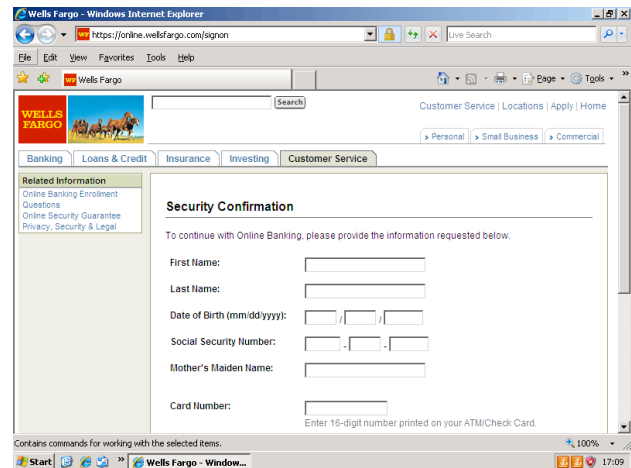 Wells Fargo - Windows Internet Explorer
https://online.wellsfargo.com/signon
Live Search
File Edit View Favorites Tools Help
Wells Fargo
Page Tools »
WELLS
FARGO
Search
Customer Service | Locations | Apply | Home
Personal Small Business Commercial
Banking Loans & Credit Insurance Investing Customer Service
Related Information
Online Banking Enrollment
Questions
Online Security Guarantee
Privacy, Security & Legal
Security Confirmation
To continue with Online Banking, please provide the information requested below.
First Name:
Last Name:
Date of Birth (mm/dd/yyyy): / /
Social Security Number: - -
Mother's Maiden Name:
Card Number:
Enter 16-digit number printed on your ATM/Check Card.
Contains commands for working with the selected items.
100%
Start » Wells Fargo - Window... 17:09